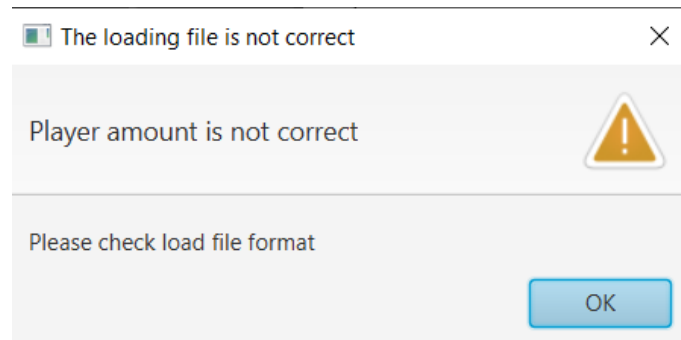 The loading file is not correct
Player amount is not correct
Please check load file format
OK